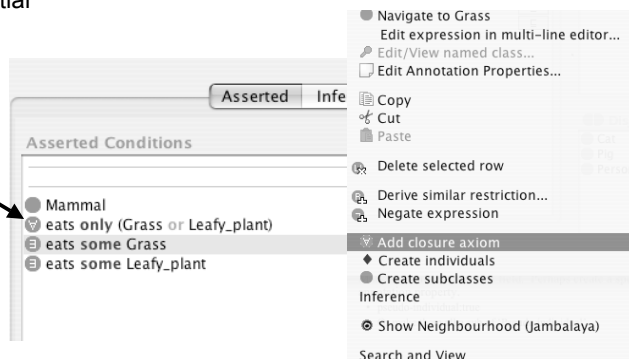 tial
Asserted Infe
Asserted Conditions
Mammal
eats only (Grass or Leafy_plant)
eats some Grass
eats some Leafy_plant
Navigate to Grass
Edit expression in multi-line editor...
Edit/View named class...
Edit Annotation Properties...
Copy
Cut
Paste
Delete selected row
Derive similar restriction...
Negate expression
Add closure axiom
Create individuals
Create subclasses
Inference
Show Neighbourhood (Jambalaya)
Search and View